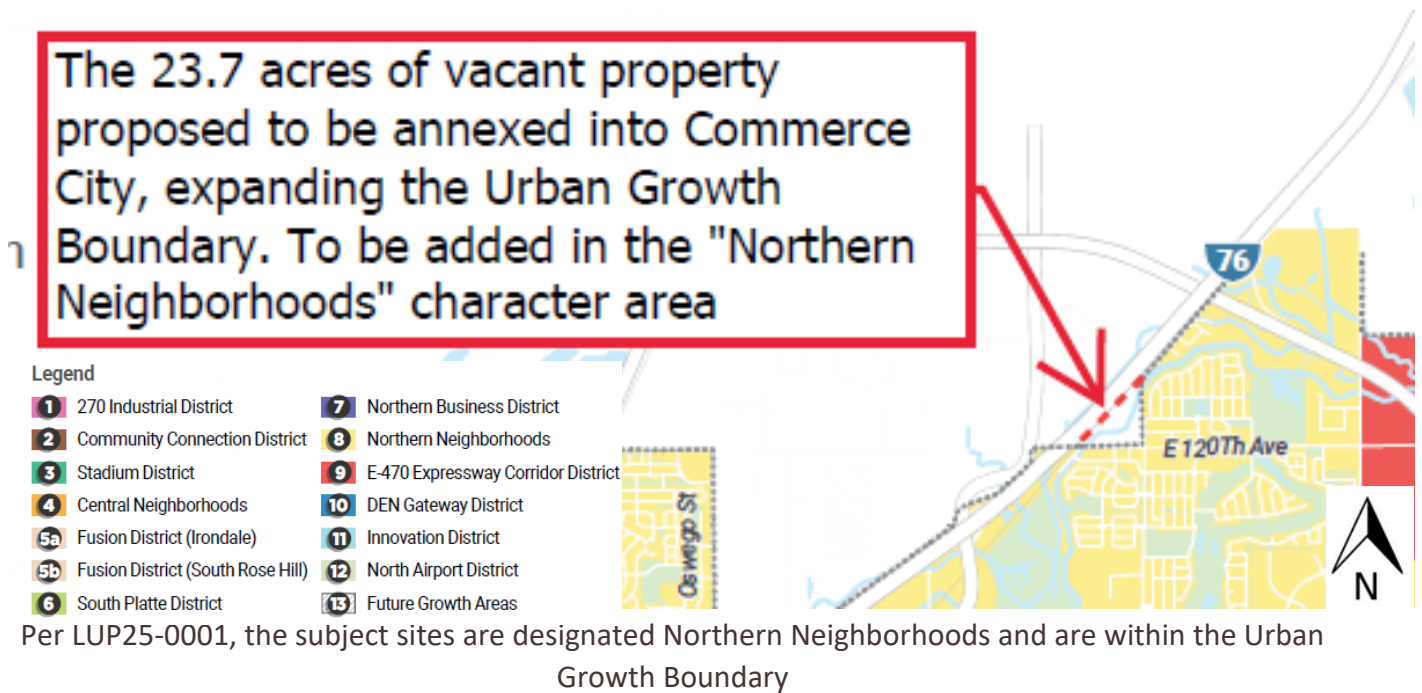 The 23.7 acres of vacant property
proposed to be annexed into Commerce
City, expanding the Urban Growth
Boundary. To be added in the "Northern
Neighborhoods" character area
n
76
E 120Th Ave
Oswego St
N
Legend
1 270 Industrial District
2 Community Connection District
3 Stadium District
4 Central Neighborhoods
5a Fusion District (Irondale)
5b Fusion District (South Rose Hill)
6 South Platte District
7 Northern Business District
8 Northern Neighborhoods
9 E-470 Expressway Corridor District
10 DEN Gateway District
11 Innovation District
12 North Airport District
13 Future Growth Areas
Per LUP25-0001, the subject sites are designated Northern Neighborhoods and are within the Urban
Growth Boundary